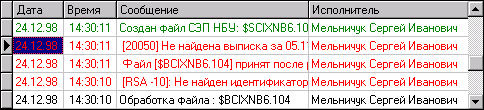 Дата Время Сообщение Исполнитель
24.12.98 14:30:11 Создан файл СЭП НБУ: $SCIXNB6.1 Мельничук Сергей Иванович
24.12.98 14:30:11 [20050] Не найдена выписка за 05.1 Мельничук Сергей Иванович
24.12.98 14:30:11 Файл [$BCIXNB6.104] принят после Мельничук Сергей Иванович
24.12.98 14:30:10 [RSA -10]: Не найден идентификатор Мельничук Сергей Иванович
24.12.98 14:30:10 Обработка файла : $BCIXNB6.104 Мельничук Сергей Иванович